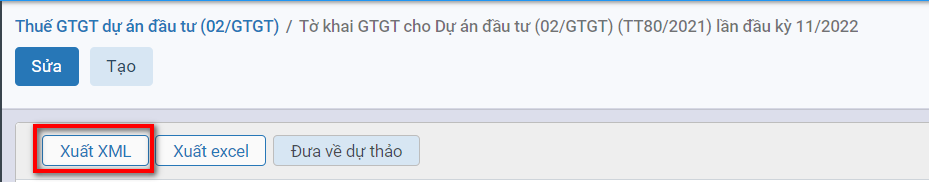 Thuế GTGT dự án đầu tư (02/GTGT) / Tờ khai GTGT cho Dự án đầu tư (02/GTGT) (TT80/2021) lần đầu kỳ 11/2022
Sửa Tạo
Xuất XML Xuất excel Đưa về dự thảo